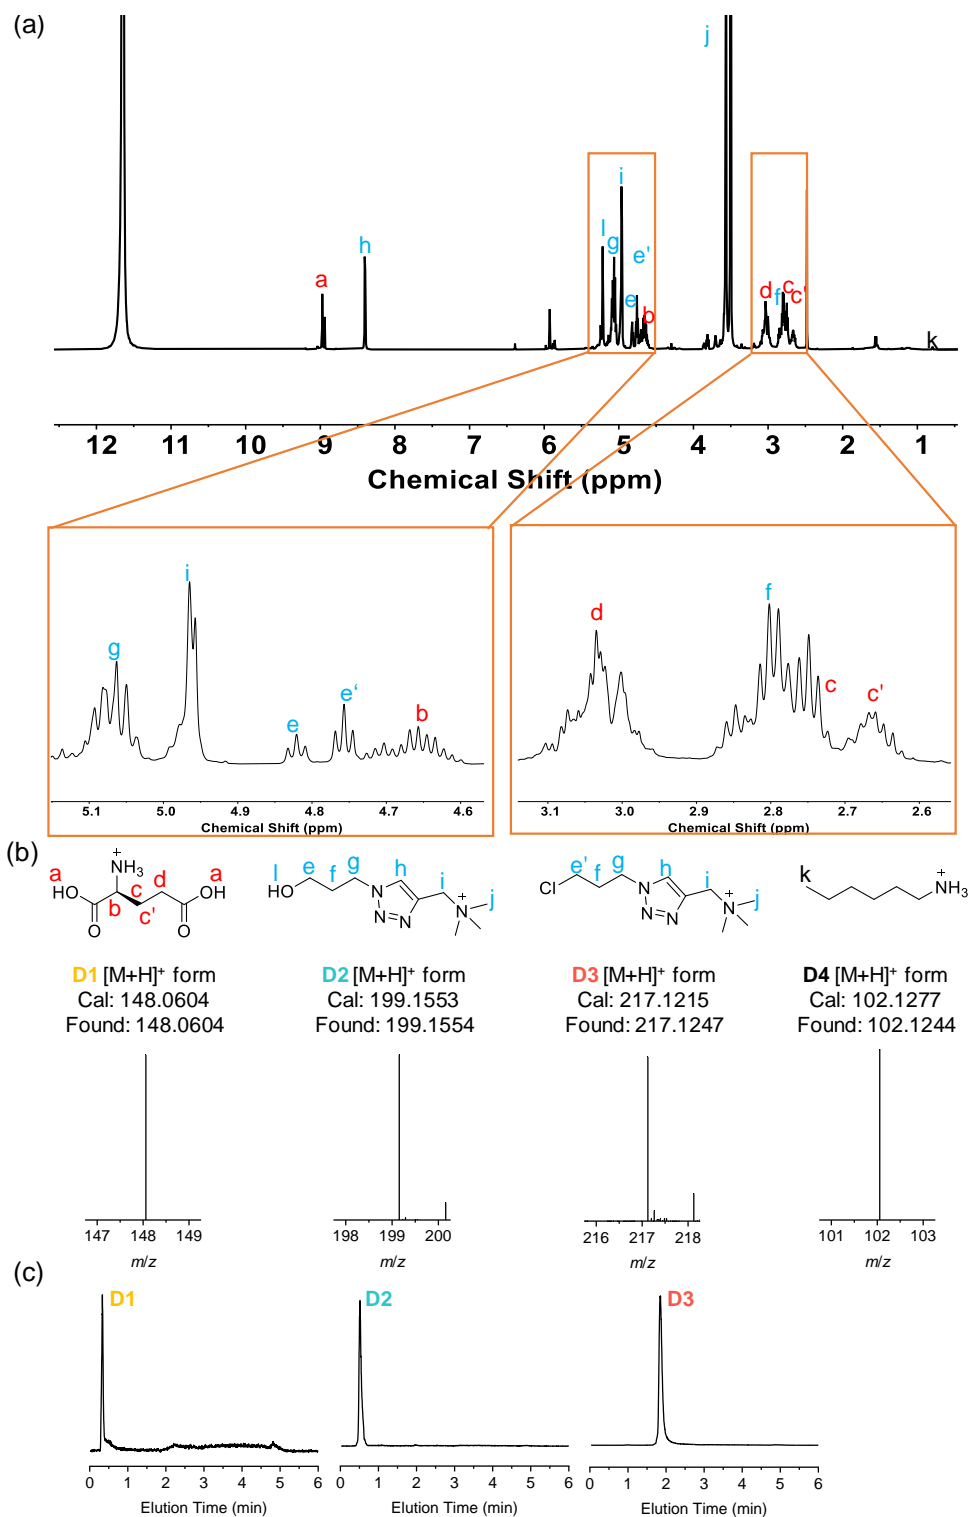 (a)
j
i
h
l
g
a
e'
e
b
d
f
c
c'
k
12 11 10 9 8 7 6 5 4 3 2 1
Chemical Shift (ppm)
i
g
e'
e
b
5.1 5.0 4.9 4.8 4.7 4.6
Chemical Shift (ppm)
f
d
c
c'
3.1 3.0 2.9 2.8 2.7 2.6
Chemical Shift (ppm)
(b)
a + NH3 d a
HO c OH
b c' 
O O
l e g h
f i
HO N N+ j
N=N
e' g h
f i
Cl N N+ j
N=N
k
+
NH3
D1 [M+H]+ form
Cal: 148.0604
Found: 148.0604
D2 [M+H]+ form
Cal: 199.1553
Found: 199.1554
D3 [M+H]+ form
Cal: 217.1215
Found: 217.1247
D4 [M+H]+ form
Cal: 102.1277
Found: 102.1244
147 148 149
m/z
198 199 200
m/z
216 217 218
m/z
101 102 103
m/z
(c)
D1
0 1 2 3 4 5 6
Elution Time (min)
D2
0 1 2 3 4 5 6
Elution Time (min)
D3
0 1 2 3 4 5 6
Elution Time (min)